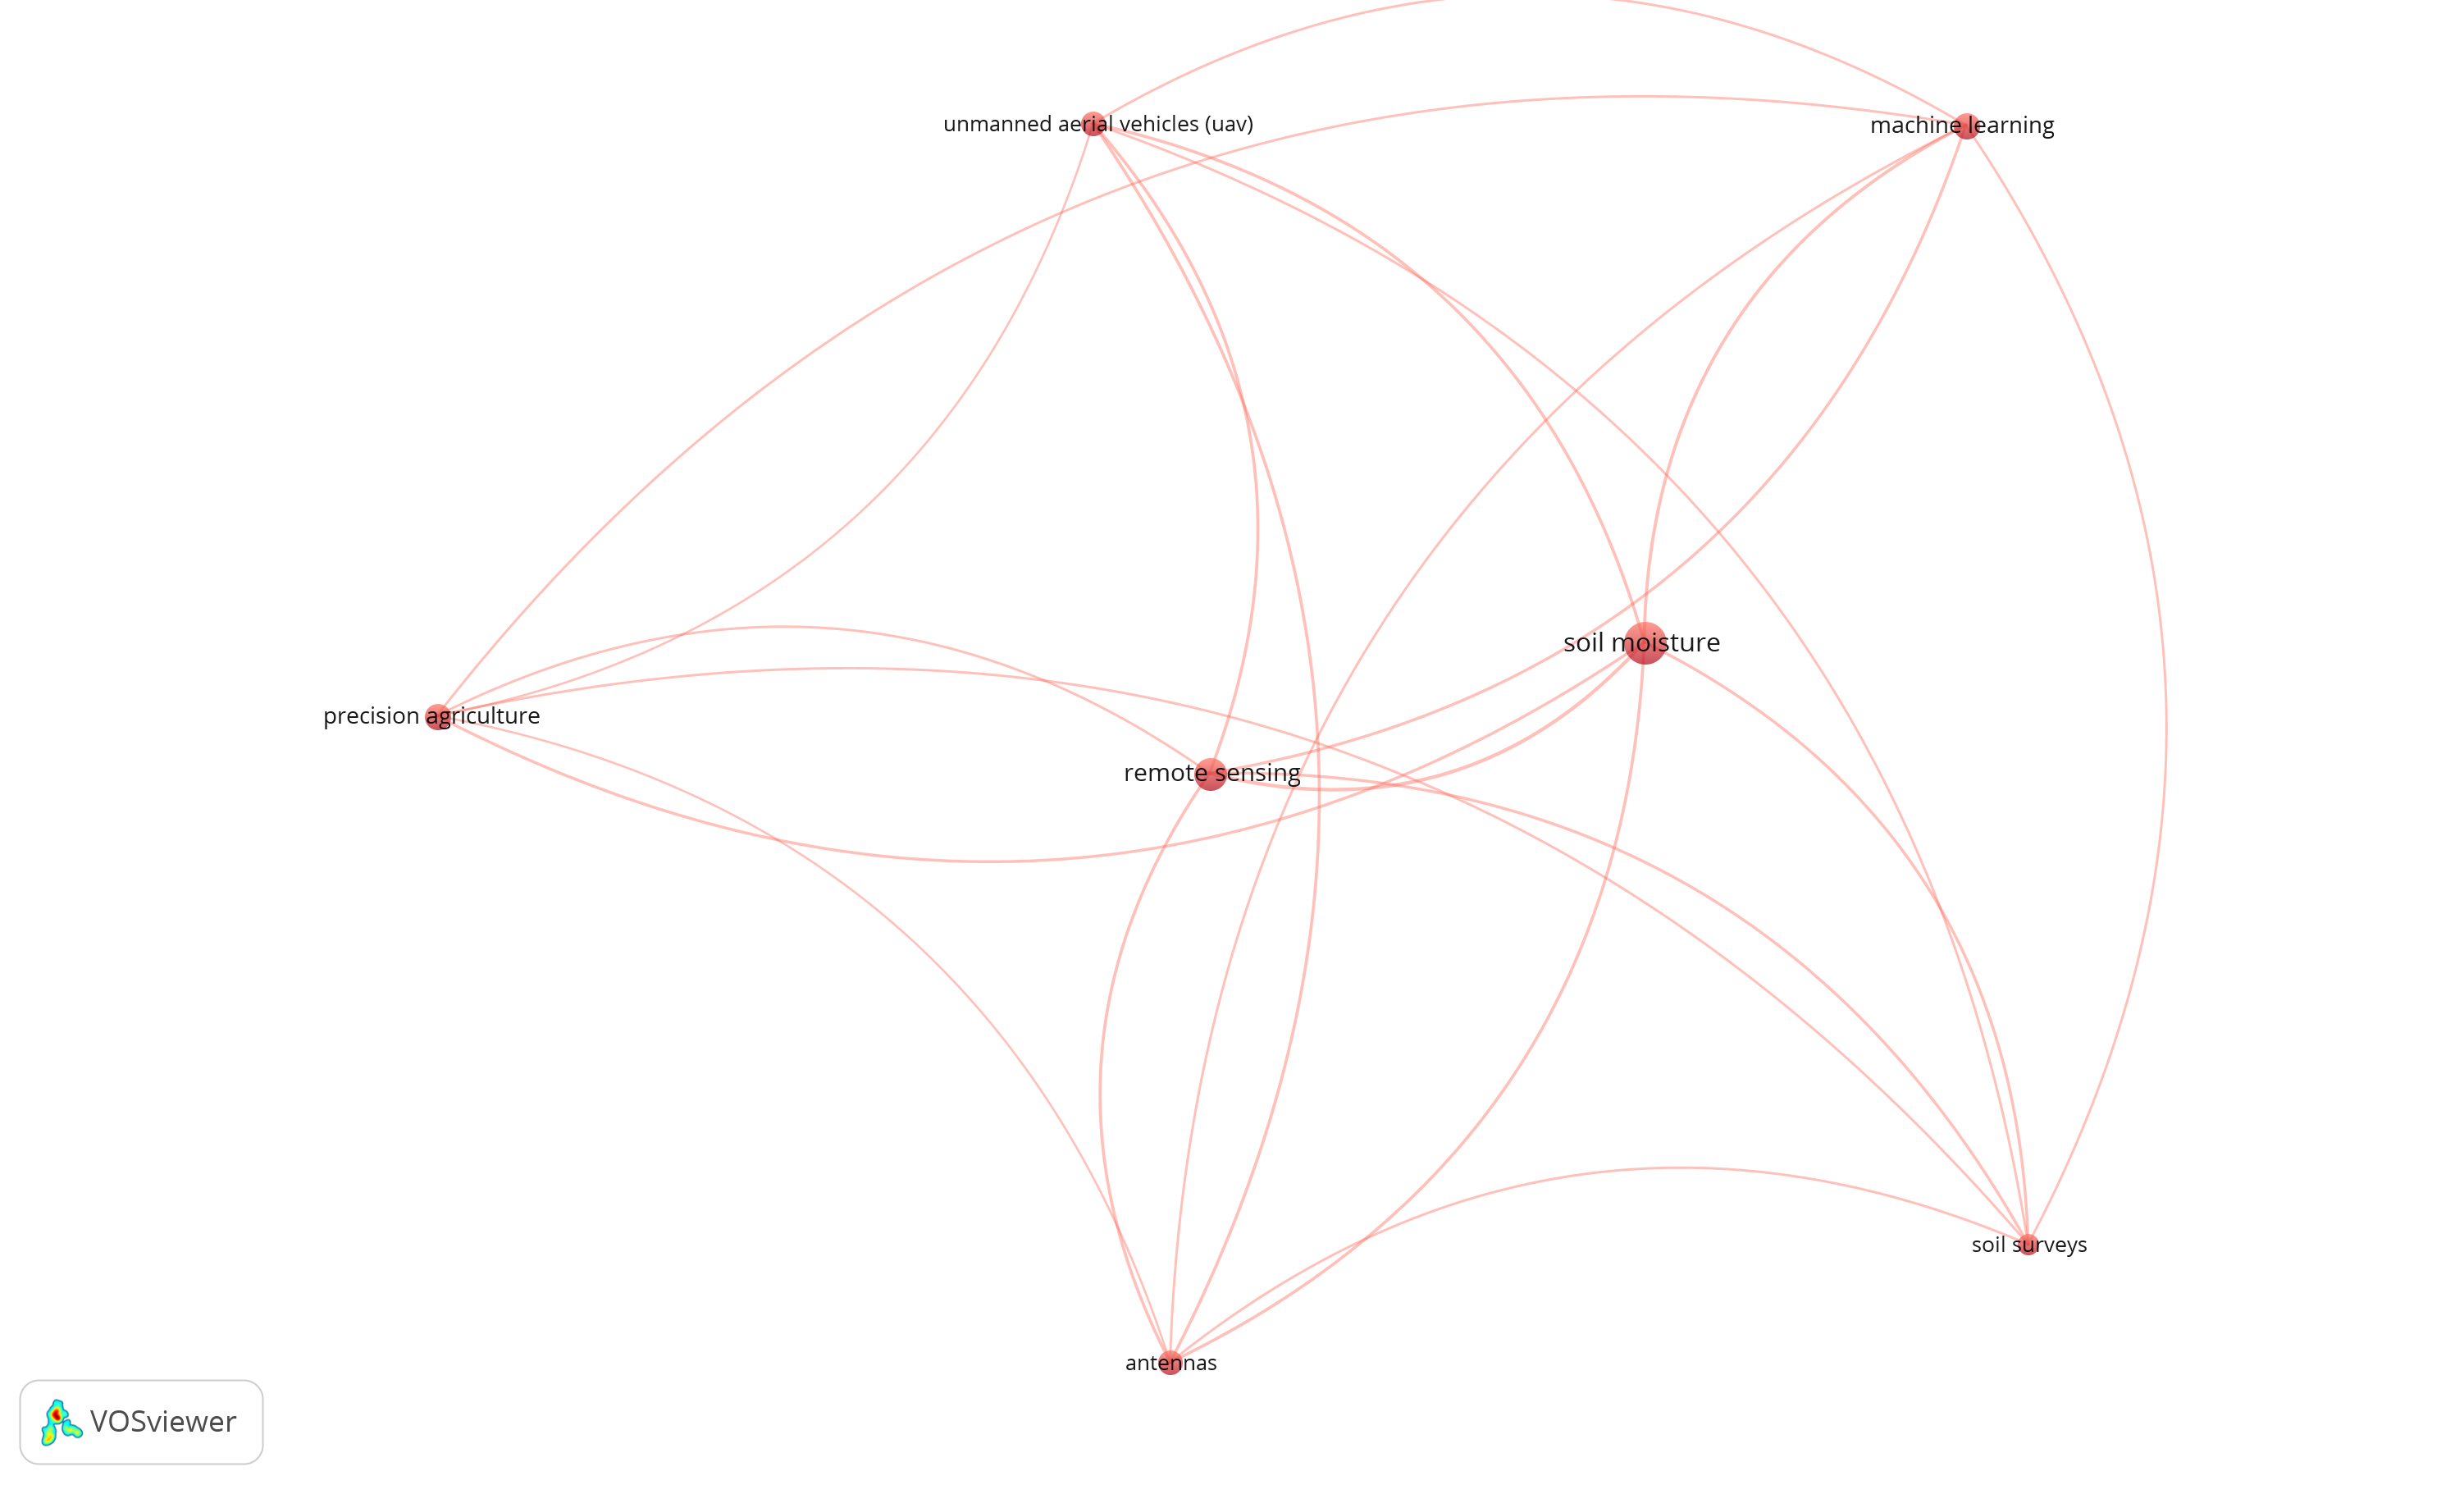 unmanned aerial vehicles (uav)
machine learning
soil moisture
precision agriculture
remote sensing
soil surveys
antennas
VOSviewer